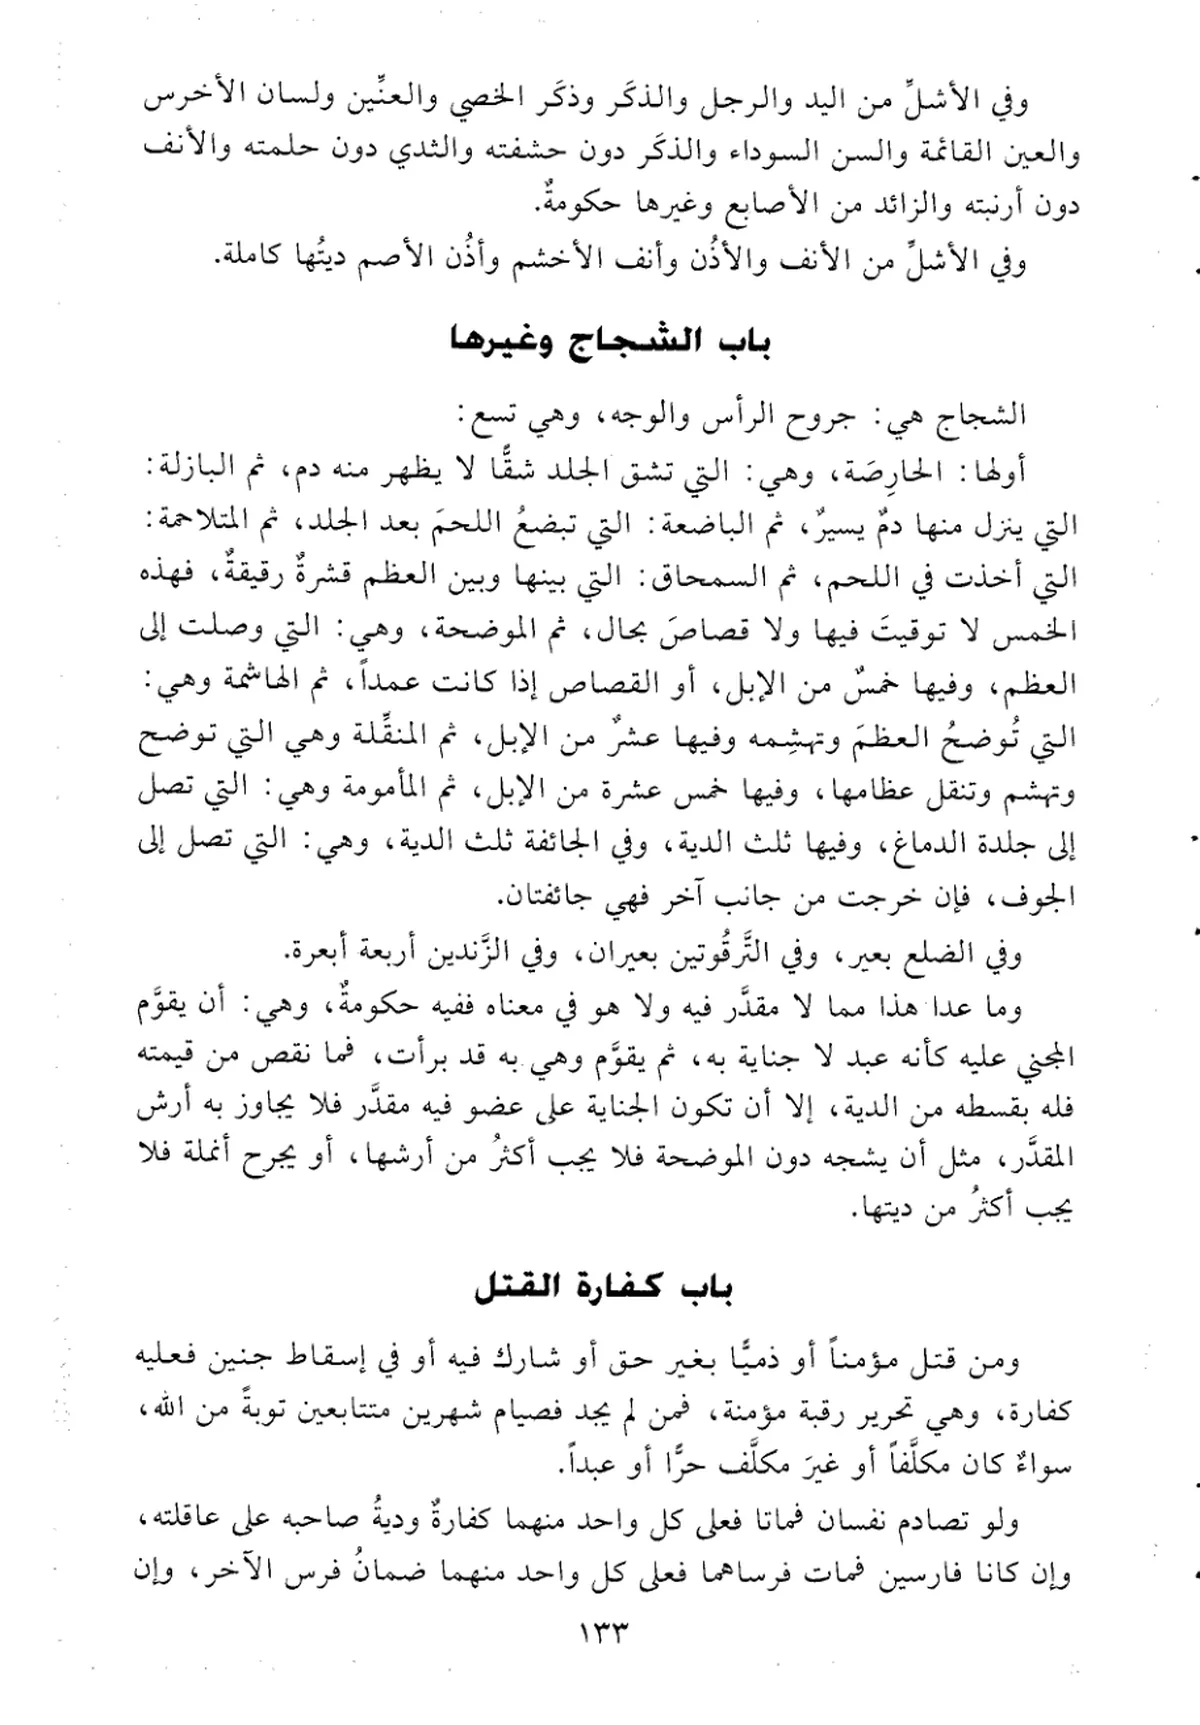 وفي الأشلِّ من اليد والرجل والذكَر وذكَر الخصي والعنِّين ولسان الأخرس
والعين القائمة والسن السوداء والذكَر دون حشفته والثدي دون حلمته والأنف
دون أرنبته والزائد من الأصابع وغيرها حكومةٌ.
وفي الأشلِّ من الأنف والأذُن وأنف الأخشم وأذُن الأصم ديتُها كاملة.
باب الشجاج وغيرها
الشجاج هي: جروح الرأس والوجه، وهي تسع:
أولها: الحارِصَة، وهي: التي تشق الجلد شقًّا لا يظهر منه دم، ثم البازلة:
التي ينزل منها دمٌ يسيرٌ، ثم الباضعة: التي تبضعُ اللحمَ بعد الجلد، ثم المتلاحمة:
التي أخذت في اللحم، ثم السمحاق: التي بينها وبين العظم قشرةٌ رقيقةٌ، فهذه
الخمس لا توقيتَ فيها ولا قصاصَ بحال، ثم الموضحة، وهي: التي وصلت إلى
العظم، وفيها خمسٌ من الإبل، أو القصاص إذا كانت عمداً، ثم الهاشمة وهي:
التي تُوضحُ العظمَ وتهشِمه وفيها عشرٌ من الإبل، ثم المنقِّلة وهي التي توضح
وتهشم وتنقل عظامها، وفيها خمس عشرة من الإبل، ثم المأمومة وهي: التي تصل
إلى جلدة الدماغ، وفيها ثلث الدية، وفي الجائفة ثلث الدية، وهي: التي تصل إلى
الجوف، فإن خرجت من جانب آخر فهي جائفتان.
وفي الضلع بعير، وفي التَّرقُوتين بعيران، وفي الزَّندين أربعة أبعرة.
وما عدا هذا مما لا مقدَّر فيه ولا هو في معناه ففيه حكومةٌ، وهي: أن يقوَّم
المجني عليه كأنه عبد لا جناية به، ثم يقوَّم وهي به قد برأت، فما نقص من قيمته
فله بقسطه من الدية، إلا أن تكون الجناية على عضو فيه مقدَّر فلا يجاوز به أرش
المقدَّر، مثل أن يشجه دون الموضحة فلا يجب أكثرُ من أرشها، أو يجرح أنملة فلا
يجب أكثرُ من ديتها.
باب كفارة القتل
ومن قتل مؤمناً أو ذميًّا بغير حق أو شارك فيه أو في إسقاط جنين فعليه
كفارة، وهي تحرير رقبة مؤمنة، فمن لم يجد فصيام شهرين متتابعين توبةً من الله،
سواءٌ كان مكلَّفاً أو غيرَ مكلَّف حرًّا أو عبداً.
ولو تصادم نفسان فماتا فعلى كل واحد منهما كفارةٌ وديةُ صاحبه على عاقلته،
وإن كانا فارسين فمات فرساهما فعلى كل واحد منهما ضمانُ فرس الآخر، وإن
١٣٣